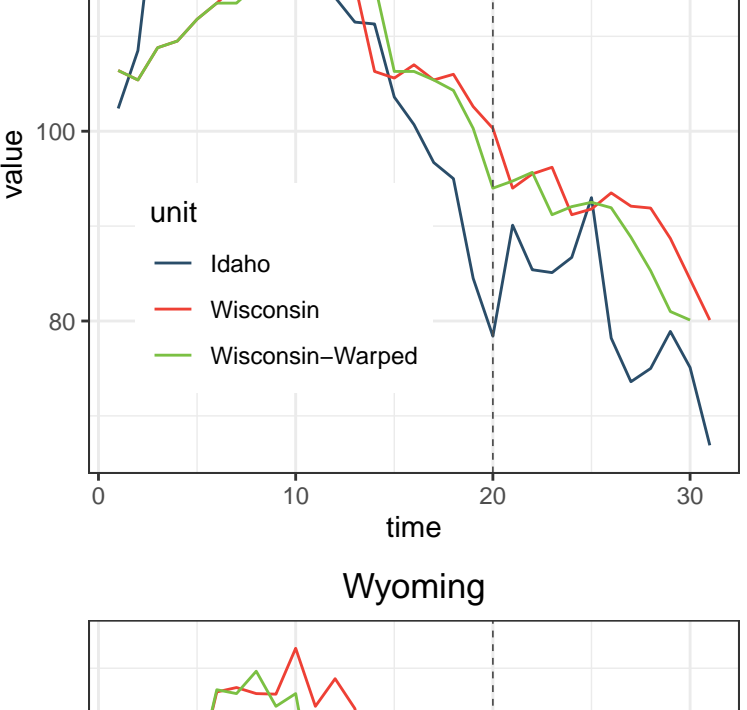 100
value
unit
Idaho
Wisconsin
80
Wisconsin−Warped
0 10 20 30
time
Wyoming